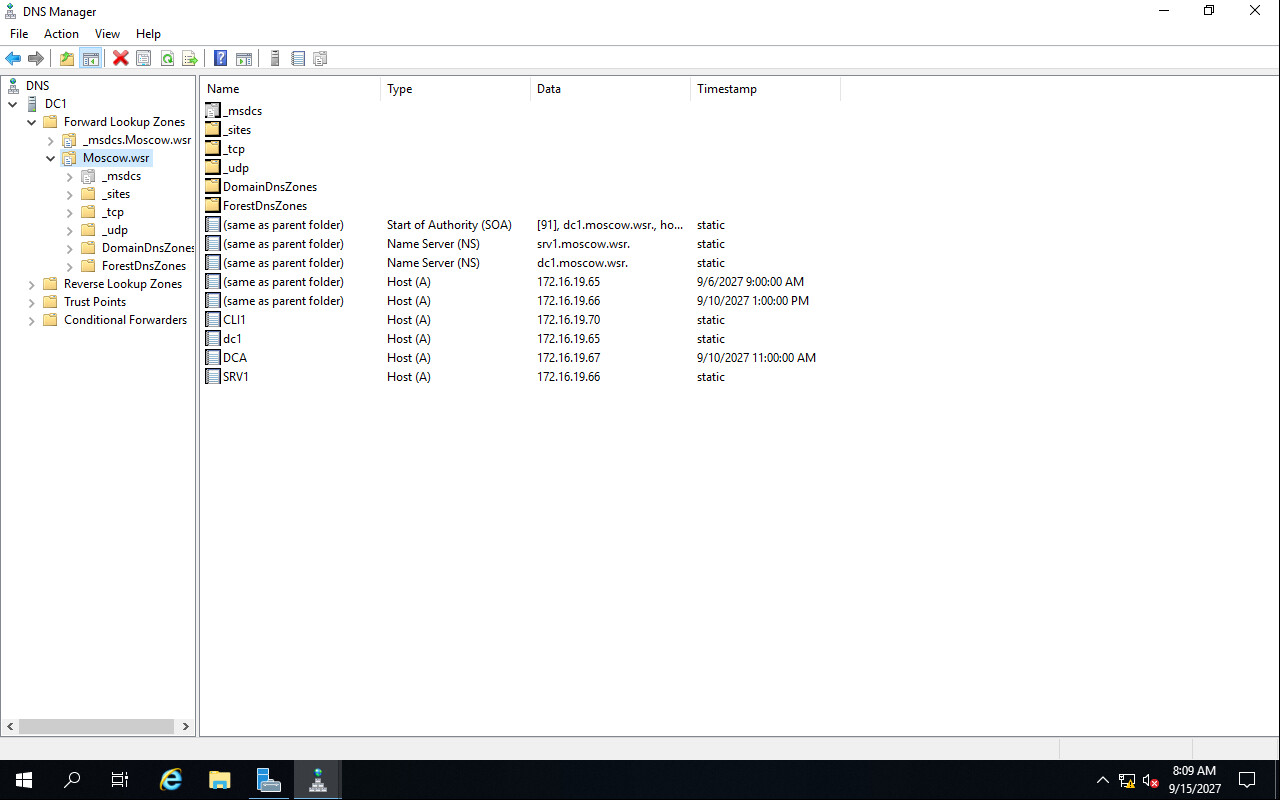 DNS Manager
File Action View Help
DNS
DC1
Forward Lookup Zones
_msdcs.Moscow.wsr
Moscow.wsr
_msdcs
_sites
_tcp
_udp
DomainDnsZones
ForestDnsZones
Reverse Lookup Zones
Trust Points
Conditional Forwarders
Name Type Data Timestamp
_msdcs
_sites
_tcp
_udp
DomainDnsZones
ForestDnsZones
(same as parent folder) Start of Authority (SOA) [91], dc1.moscow.wsr., ho... static
(same as parent folder) Name Server (NS) srv1.moscow.wsr. static
(same as parent folder) Name Server (NS) dc1.moscow.wsr. static
(same as parent folder) Host (A) 172.16.19.65 9/6/2027 9:00:00 AM
(same as parent folder) Host (A) 172.16.19.66 9/10/2027 1:00:00 PM
CLI1 Host (A) 172.16.19.70 static
dc1 Host (A) 172.16.19.65 static
DCA Host (A) 172.16.19.67 9/10/2027 11:00:00 AM
SRV1 Host (A) 172.16.19.66 static
8:09 AM
9/15/2027